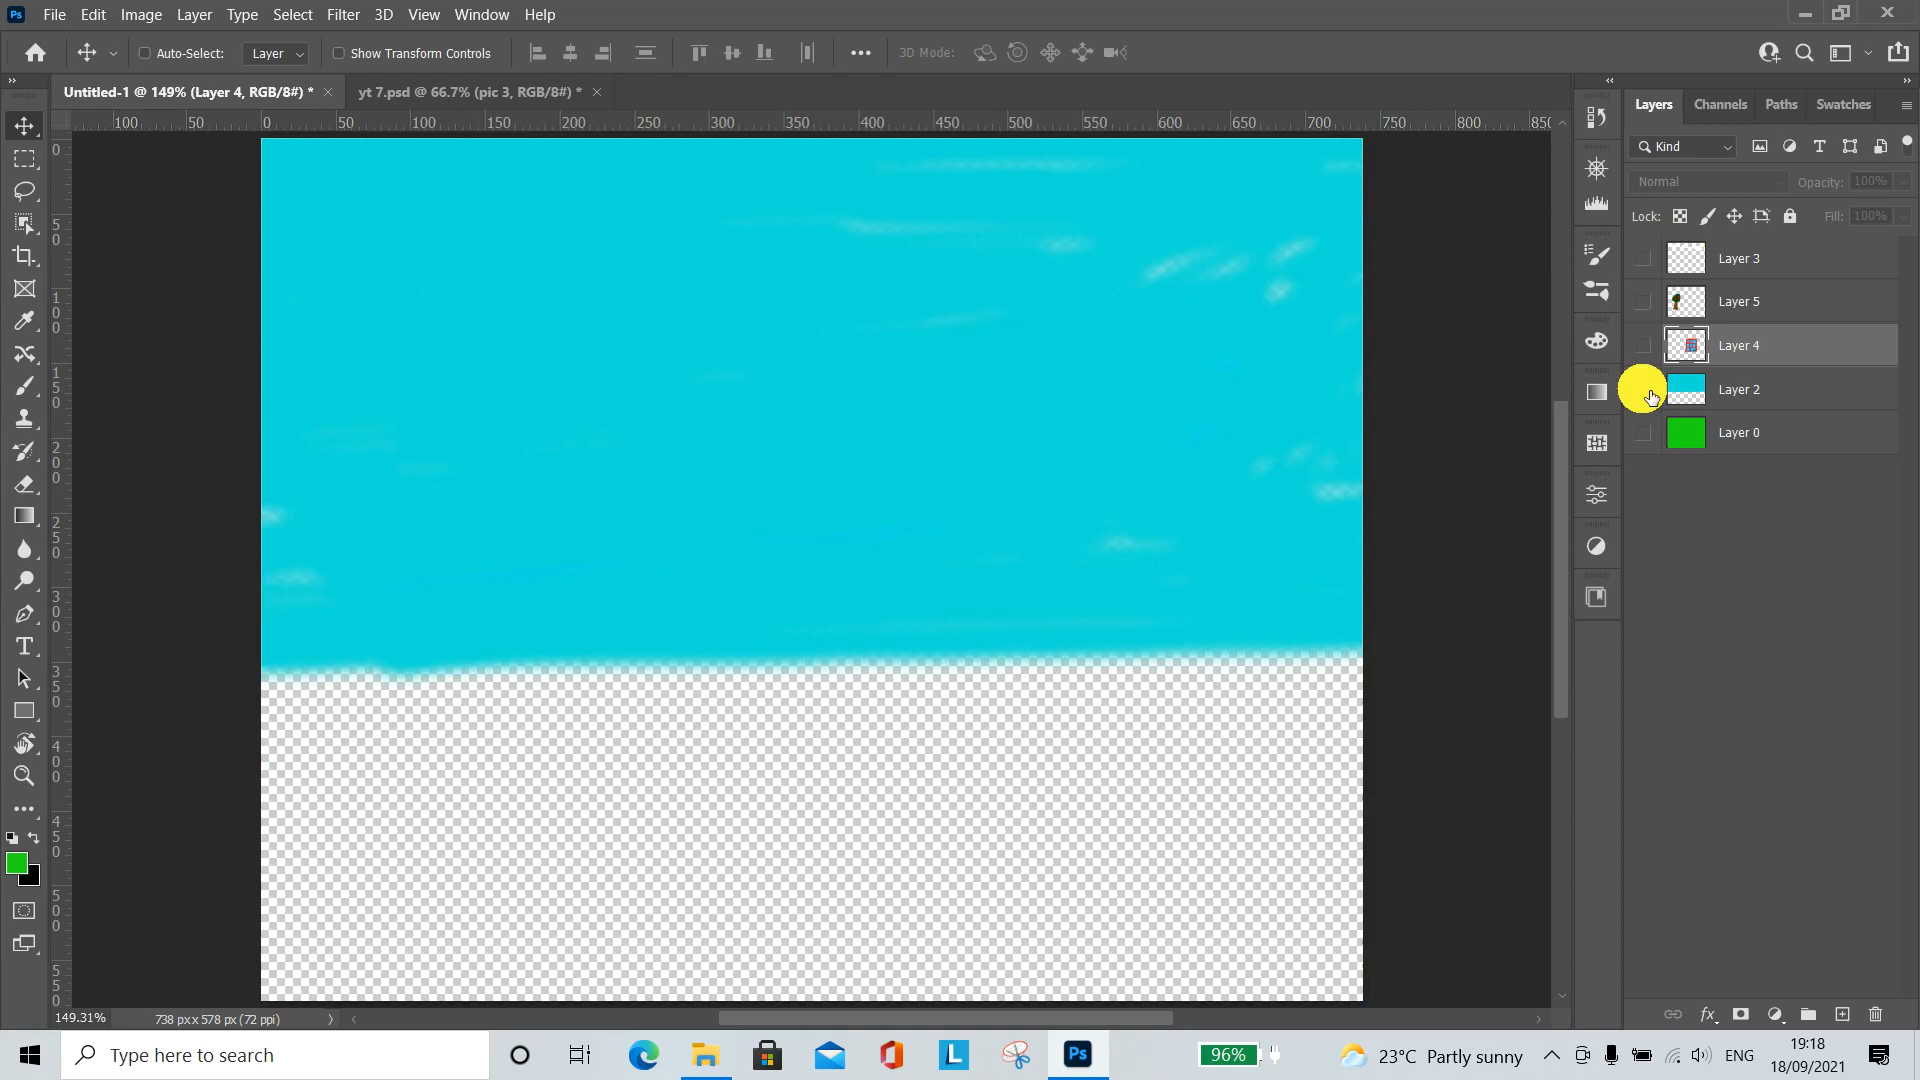 Ps File Edit Image Layer Type Select Filter 3D View Window Help
Auto-Select: Layer Show Transform Controls 3D Mode:
Untitled-1 @ 149% (Layer 4, RGB/8#) * × yt 7.psd @ 66.7% (pic 3, RGB/8#) * ×
100 50 0 50 100 150 200 250 300 350 400 450 500 550 600 650 700 750 800 850
0
50
100
150
200
250
300
350
400
450
500
550
Layers Channels Paths Swatches
Kind
Normal Opacity: 100%
Lock: Fill: 100%
Layer 3
Layer 5
Layer 4
Layer 2
Layer 0
fx
149.31% 738 px x 578 px (72 ppi)
Type here to search
L
Ps
96%
23°C Partly sunny
ENG
19:18
18/09/2021